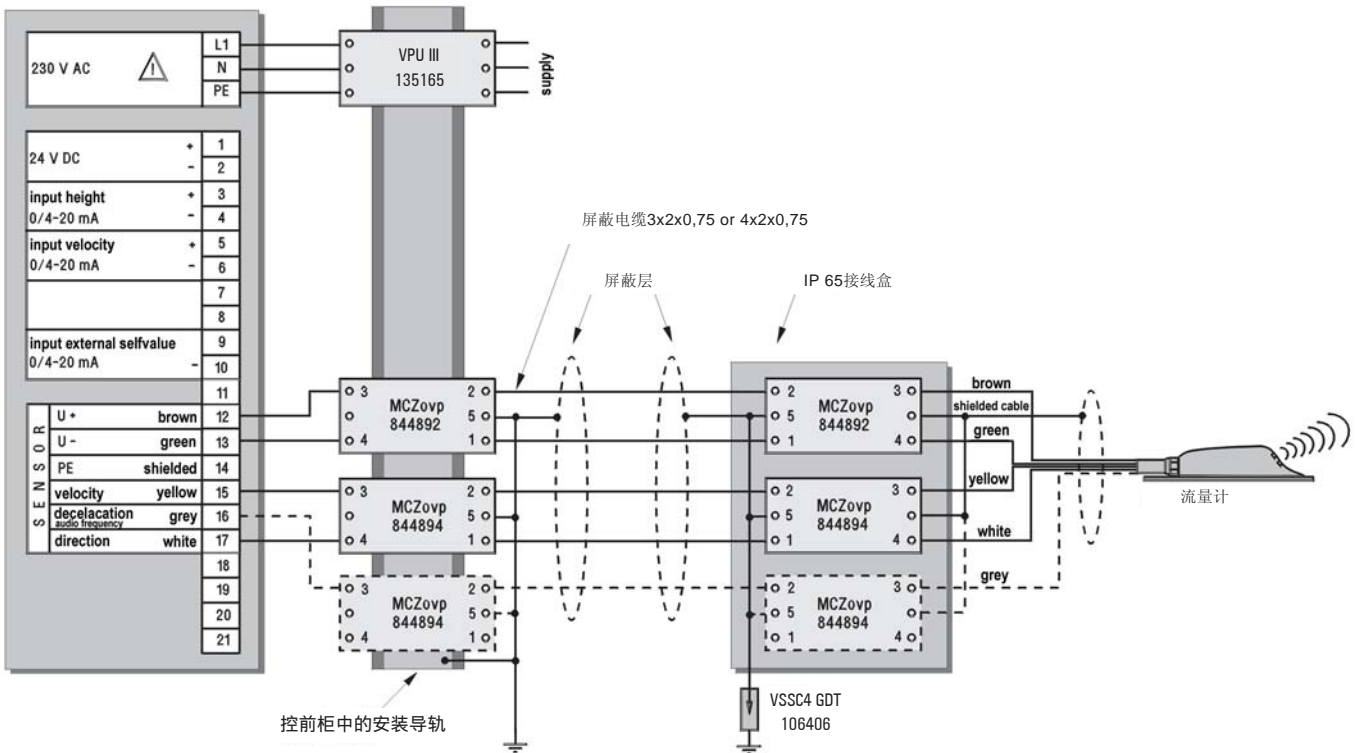 230 V AC
L1
N
PE
VPU III
135165
supply
24 V DC
+
-
1
2
input height
0/4-20 mA
+
-
3
4
input velocity
0/4-20 mA
+
-
5
6
7
8
input external selfvalue
0/4-20 mA
-
9
10
11
SENSOR
U + brown 12
U - green 13
PE shielded 14
velocity yellow 15
decelacation grey 16
audio frequency
direction white 17
18
19
20
21
屏蔽电缆3x2x0,75 or 4x2x0,75
屏蔽层
IP 65接线盒
3 2
MCZovp 5
844892
4 1
3 2
MCZovp
844894 5
4 1
3 2
MCZovp 5
844894
4 1
2 3
5 MCZovp
844892
1 4
2 3
MCZovp
5 844894
1 4
2 3
5 MCZovp
844894
1 4
brown
shielded cable
green
yellow
white
grey
流量计
VSSC4 GDT
106406
控前柜中的安装导轨